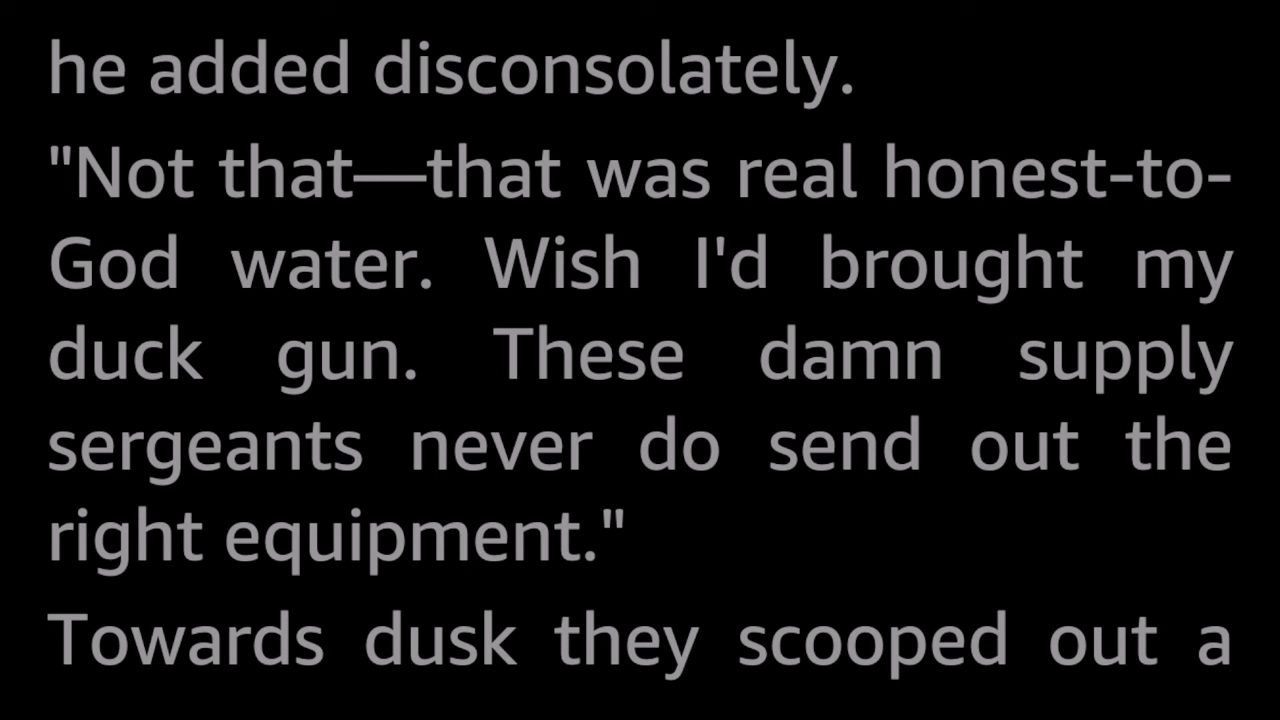 he added disconsolately.
"Not that—that was real honest-to-
God water. Wish I'd brought my
duck gun. These damn supply
sergeants never do send out the
right equipment."
Towards dusk they scooped out a